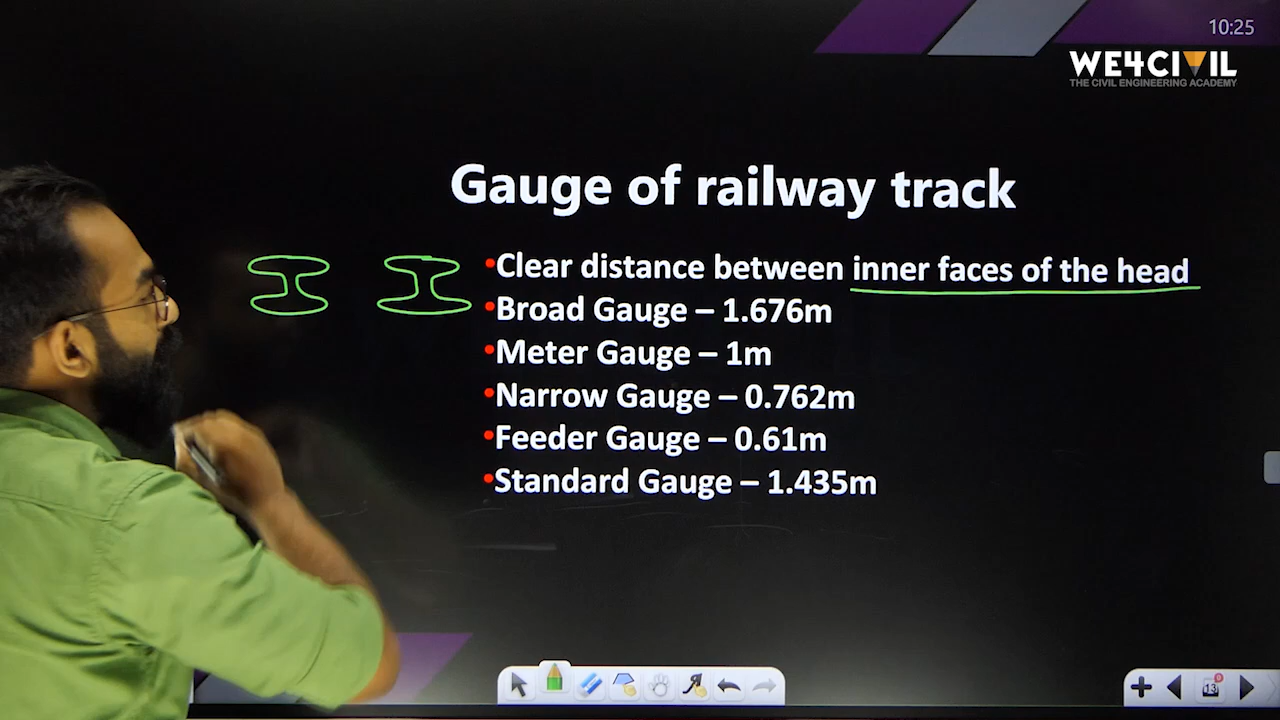 10:25
WE4CIVIL
THE CIVIL ENGINEERING ACADEMY
Gauge of railway track
•Clear distance between inner faces of the head
•Broad Gauge – 1.676m
•Meter Gauge – 1m
•Narrow Gauge – 0.762m
•Feeder Gauge – 0.61m
•Standard Gauge – 1.435m
13